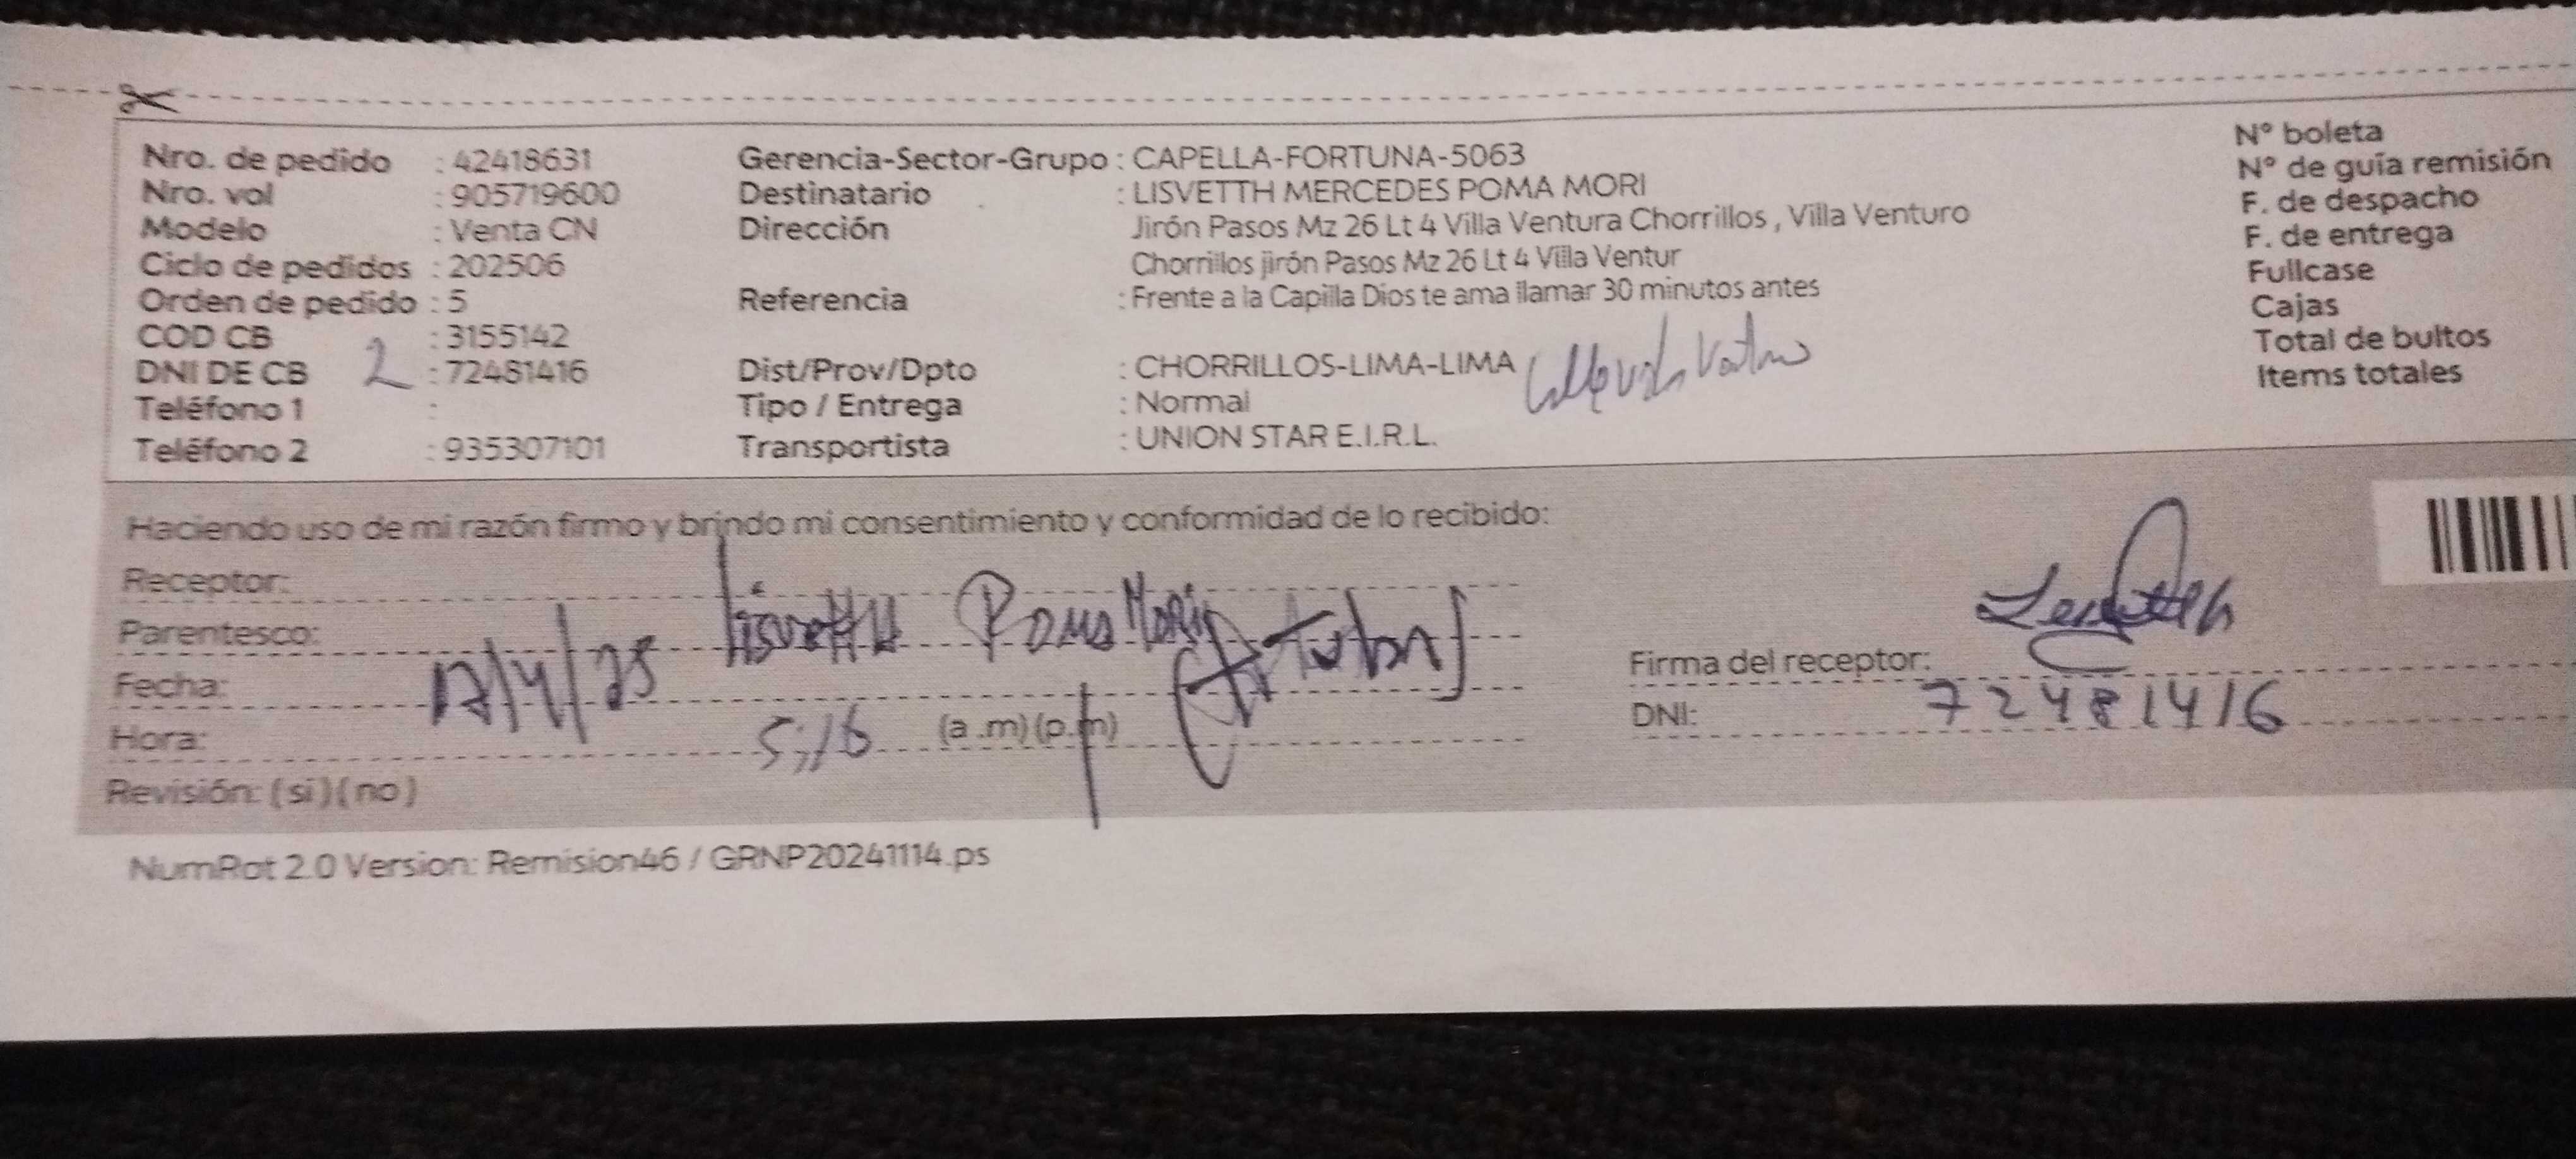 Nro. de pedido : 42418631
Nro. vol : 905719600
Modelo : Venta CN
Ciclo de pedidos : 202506
Orden de pedido : 5
COD CB : 3155142
DNI DE CB 2 : 72481416
Teléfono 1 :
Teléfono 2 : 935307101
Gerencia-Sector-Grupo : CAPELLA-FORTUNA-5063
Destinatario : LISVETTH MERCEDES POMA MORI
Dirección Jirón Pasos Mz 26 Lt 4 Villa Ventura Chorrillos , Villa Venturo
Chorrillos jirón Pasos Mz 26 Lt 4 Villa Ventur
Referencia : Frente a la Capilla Dios te ama llamar 30 minutos antes
Dist/Prov/Dpto : CHORRILLOS-LIMA-LIMA
Tipo / Entrega : Normal
Transportista : UNION STAR E.I.R.L.
N° boleta
N° de guía remisión
F. de despacho
F. de entrega
Fullcase
Cajas
Total de bultos
Items totales
Haciendo uso de mi razón firmo y brindo mi consentimiento y conformidad de lo recibido:
Receptor: Lisvetth Poma Mori
Parentesco:
Fecha: 12/4/25
Hora: 5:16 (a .m) (p.m)
Revisión: ( si ) ( no )
Firma del receptor:
DNI: 72481416
NumRot 2.0 Version: Remision46 / GRNP20241114.ps